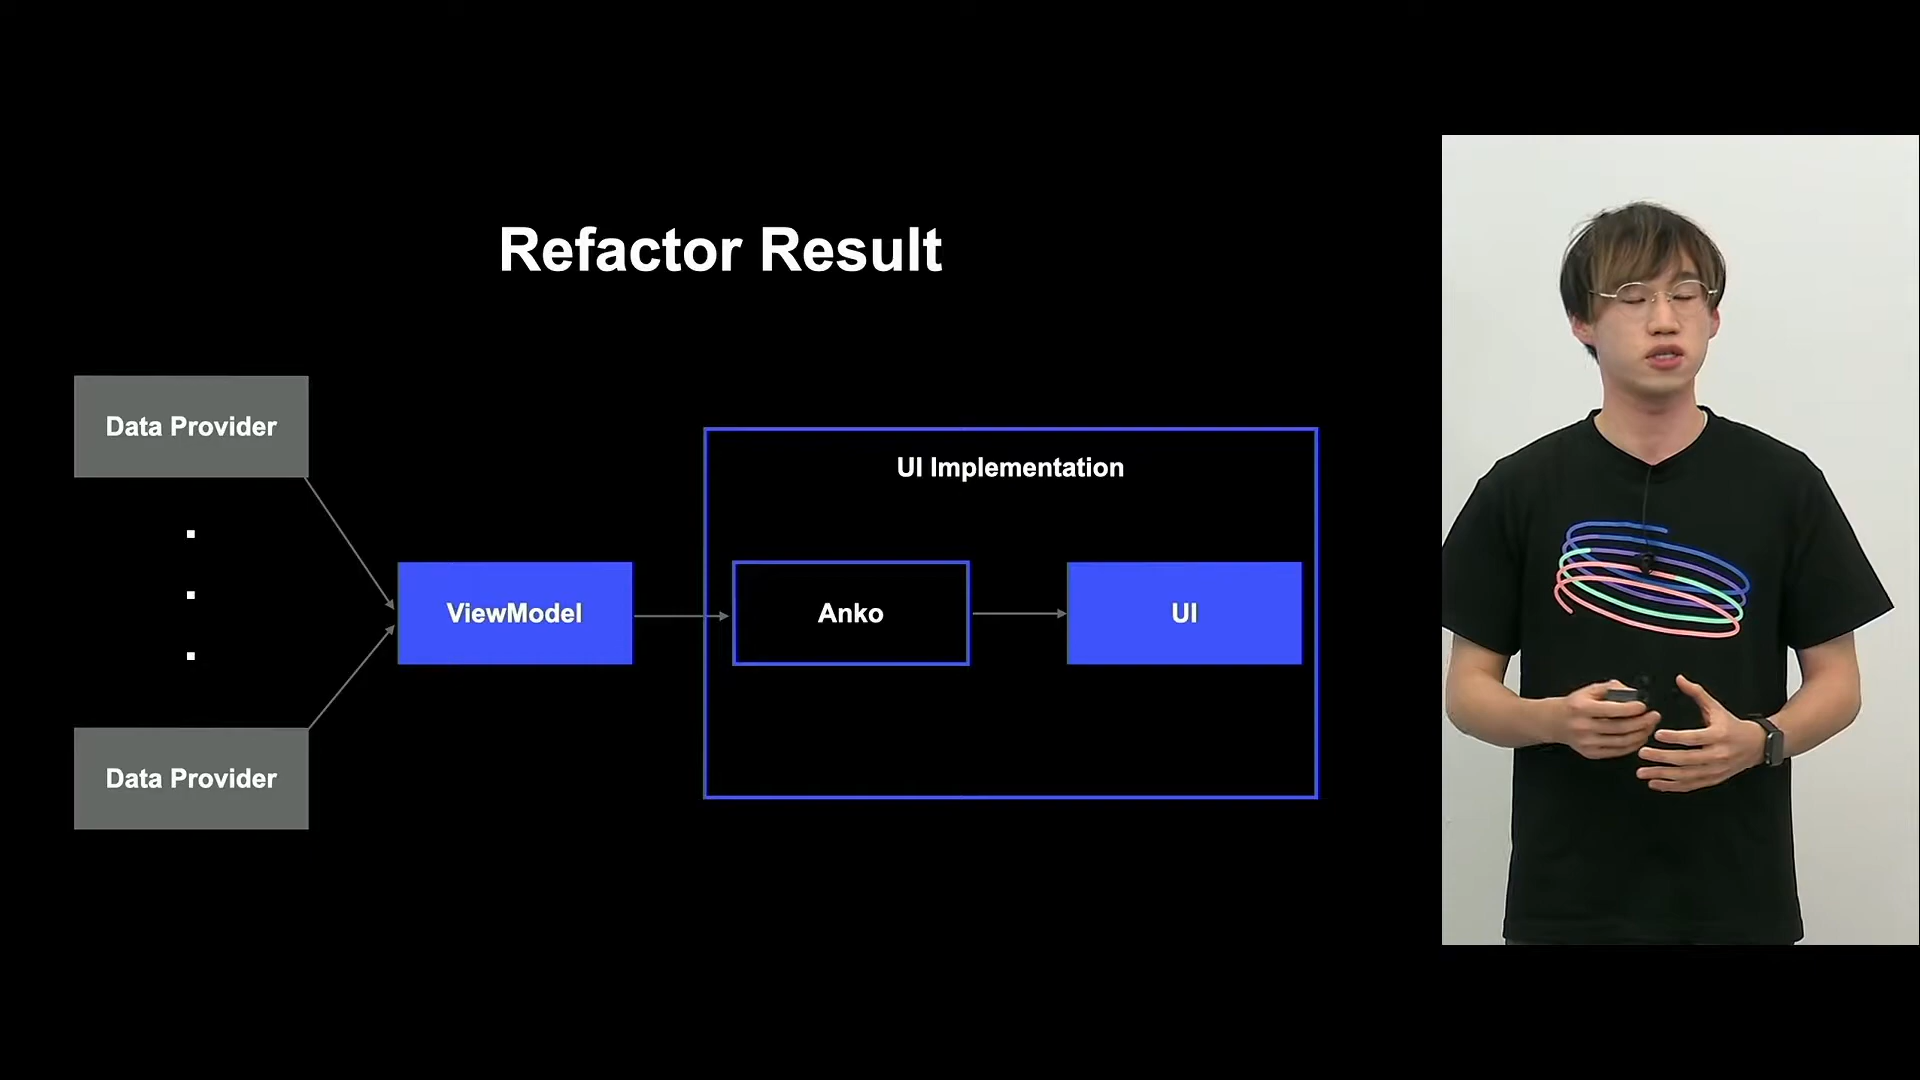 Refactor Result
Data Provider
UI Implementation
ViewModel
Anko
UI
Data Provider